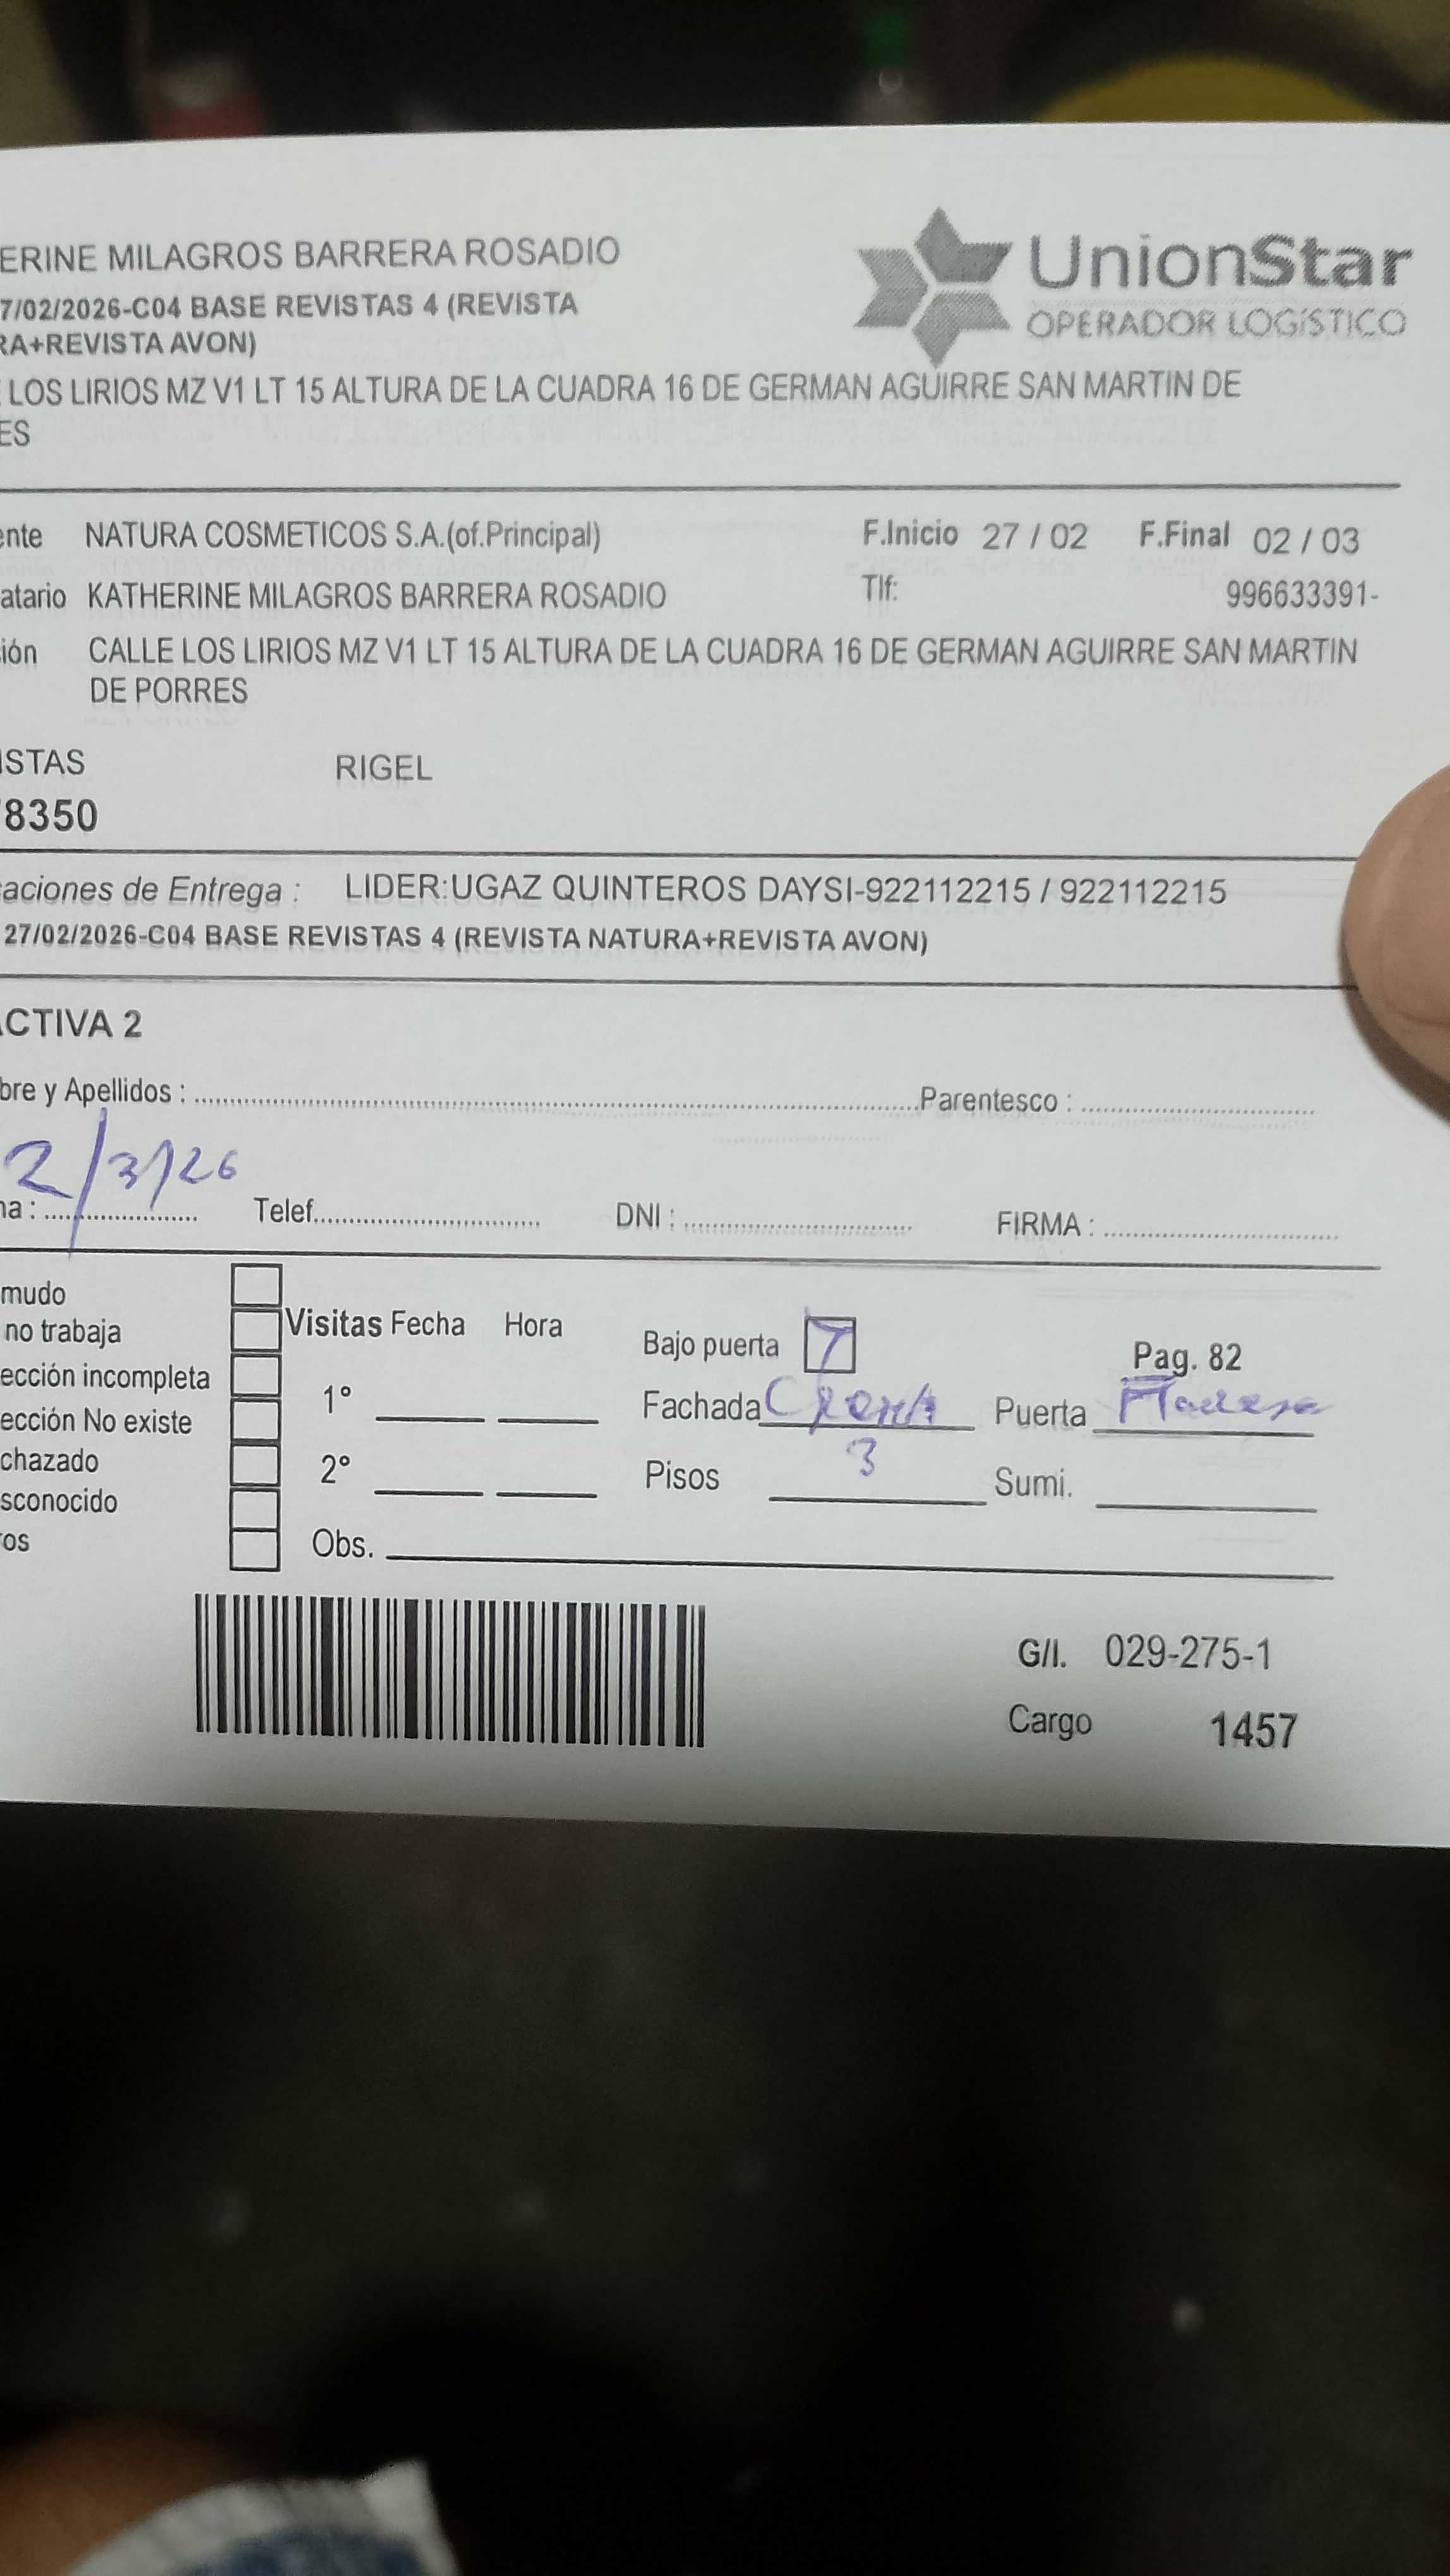 ERINE MILAGROS BARRERA ROSADIO
7/02/2026-C04 BASE REVISTAS 4 (REVISTA
RA+REVISTA AVON)
UnionStar
OPERADOR LOGÍSTICO
LOS LIRIOS MZ V1 LT 15 ALTURA DE LA CUADRA 16 DE GERMAN AGUIRRE SAN MARTIN DE
ES
ente NATURA COSMETICOS S.A.(of.Principal) F.Inicio 27 / 02 F.Final 02 / 03
atario KATHERINE MILAGROS BARRERA ROSADIO Tlf: 996633391-
ión CALLE LOS LIRIOS MZ V1 LT 15 ALTURA DE LA CUADRA 16 DE GERMAN AGUIRRE SAN MARTIN
DE PORRES
ISTAS RIGEL
8350
aciones de Entrega : LIDER:UGAZ QUINTEROS DAYSI-922112215 / 922112215
27/02/2026-C04 BASE REVISTAS 4 (REVISTA NATURA+REVISTA AVON)
ACTIVA 2
bre y Apellidos : Parentesco :
2/3/26
na : Telef. DNI : FIRMA :
mudo
no trabaja
ección incompleta
ección No existe
chazado
sconocido
ros
Visitas Fecha Hora
1°
2°
Obs.
Bajo puerta Pag. 82
Fachada Puerta Madera
Pisos 3 Sumi.
G/I. 029-275-1
Cargo 1457